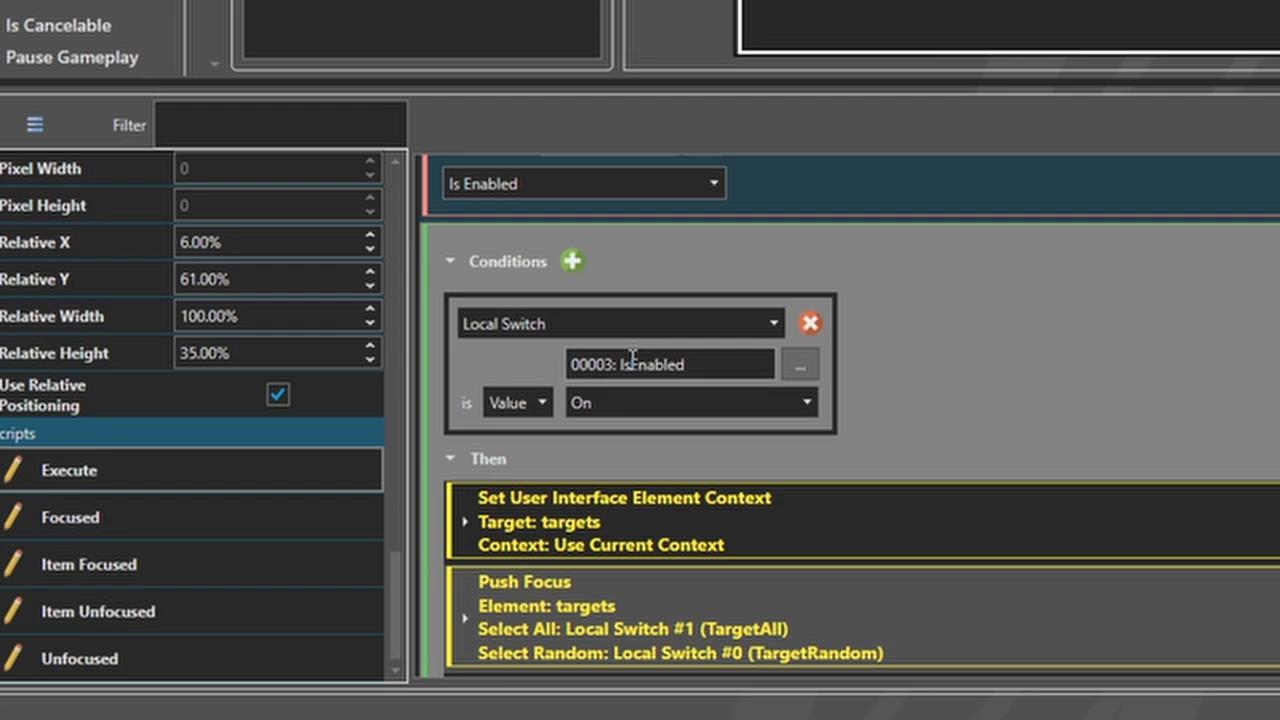 Is Cancelable
Pause Gameplay
Filter
Pixel Width 0
Pixel Height 0
Relative X 6.00%
Relative Y 61.00%
Relative Width 100.00%
Relative Height 35.00%
Use Relative
Positioning
cripts
Execute
Focused
Item Focused
Item Unfocused
Unfocused
Is Enabled
Conditions
Local Switch
00003: IsEnabled
...
is Value On
Then
Set User Interface Element Context
Target: targets
Context: Use Current Context
Push Focus
Element: targets
Select All: Local Switch #1 (TargetAll)
Select Random: Local Switch #0 (TargetRandom)